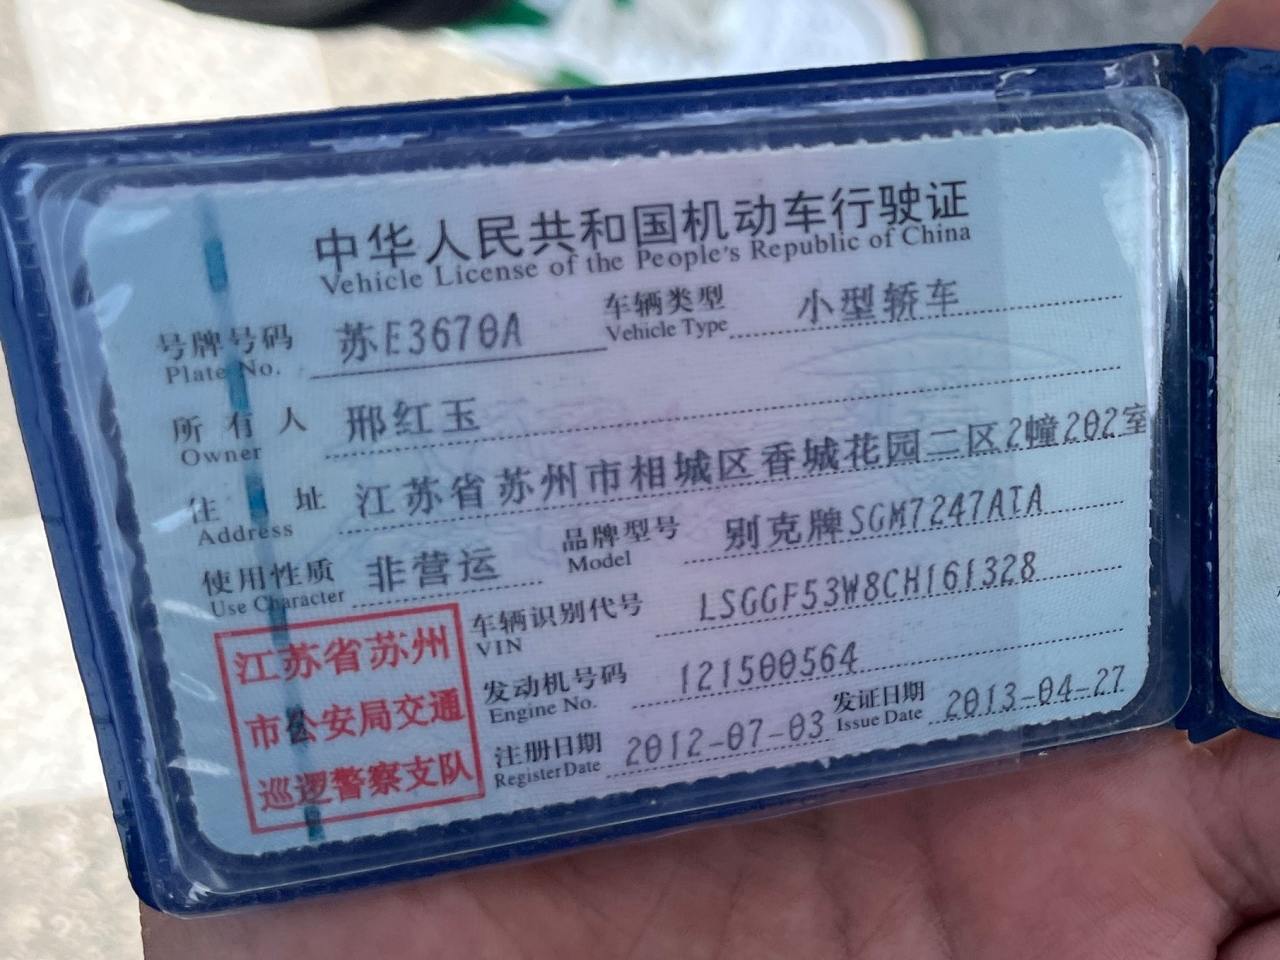 中华人民共和国机动车行驶证
Vehicle License of the People's Republic of China
号牌号码 苏E3670A 车辆类型 小型轿车
Plate No. Vehicle Type
所有人 邢红玉
Owner
住址 江苏省苏州市相城区香城花园二区2幢202室
Address
使用性质 非营运 品牌型号 别克牌SGM7247ATA
Use Character Model
车辆识别代号 LSGGF53W8CH161328
VIN
发动机号码 121500564
Engine No.
注册日期 2012-07-03 发证日期 2013-04-27
Register Date Issue Date
江苏省苏州
市公安局交通
巡逻警察支队